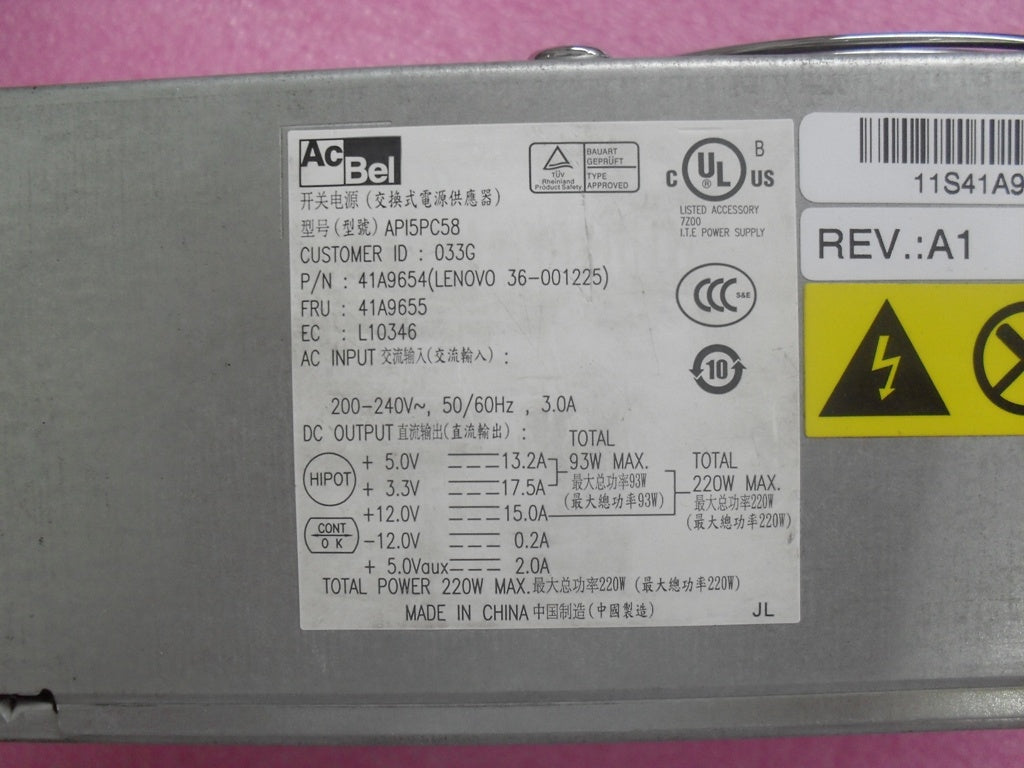 AcBel
开关电源 (交換式電源供應器)
型号(型號) API5PC58
CUSTOMER ID : 033G
P/N : 41A9654(LENOVO 36-001225)
FRU : 41A9655
EC : L10346
AC INPUT 交流输入(交流輸入) :
200-240V~, 50/60Hz , 3.0A
DC OUTPUT 直流输出(直流輸出) :
+ 5.0V 13.2A
+ 3.3V 17.5A
+12.0V 15.0A
-12.0V 0.2A
+ 5.0Vaux 2.0A
TOTAL
93W MAX.
最大总功率93W
(最大總功率93W)
TOTAL
220W MAX.
最大总功率220W
(最大總功率220W)
HIPOT
CONT
OK
TOTAL POWER 220W MAX.最大总功率220W (最大總功率220W)
MADE IN CHINA 中国制造(中國製造)
JL
TÜV
Rheinland
Product Safety
BAUART
GEPRÜFT
TYPE
APPROVED
C UL ® US
B
LISTED ACCESSORY
7Z00
I.T.E POWER SUPPLY
CCC S&E
10
11S41A9
REV.:A1